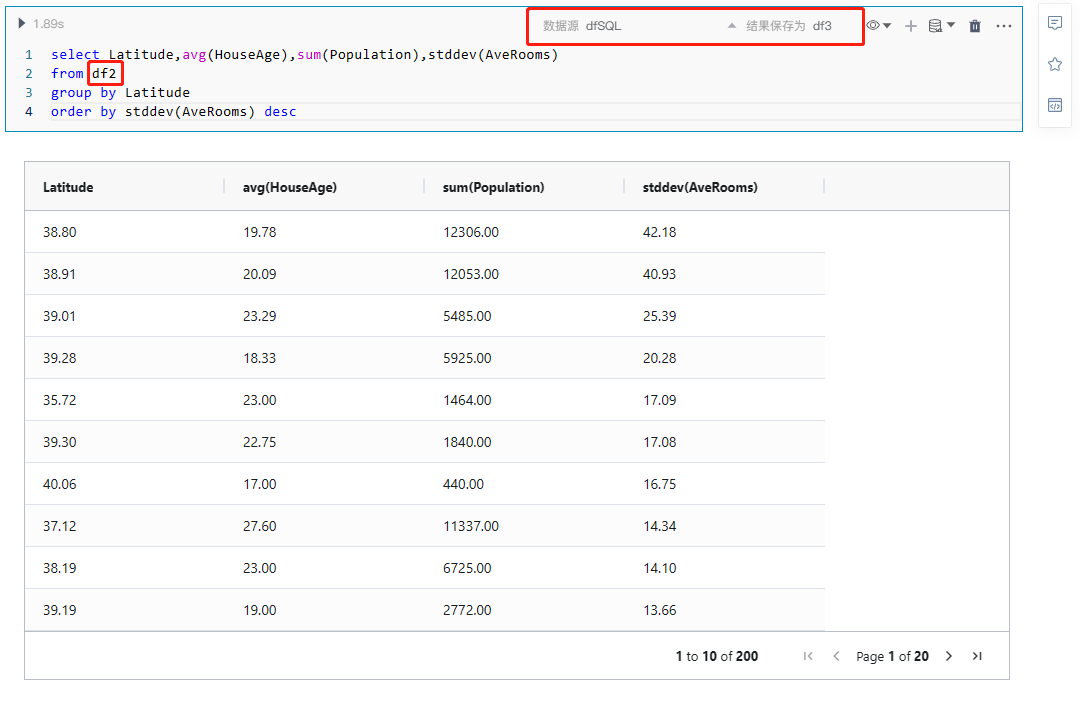 1.89s 数据源 dfSQL 结果保存为 df3
1 select Latitude,avg(HouseAge),sum(Population),stddev(AveRooms)
2 from df2
3 group by Latitude
4 order by stddev(AveRooms) desc
Latitude avg(HouseAge) sum(Population) stddev(AveRooms)
38.80 19.78 12306.00 42.18
38.91 20.09 12053.00 40.93
39.01 23.29 5485.00 25.39
39.28 18.33 5925.00 20.28
35.72 23.00 1464.00 17.09
39.30 22.75 1840.00 17.08
40.06 17.00 440.00 16.75
37.12 27.60 11337.00 14.34
38.19 23.00 6725.00 14.10
39.19 19.00 2772.00 13.66
1 to 10 of 200 Page 1 of 20